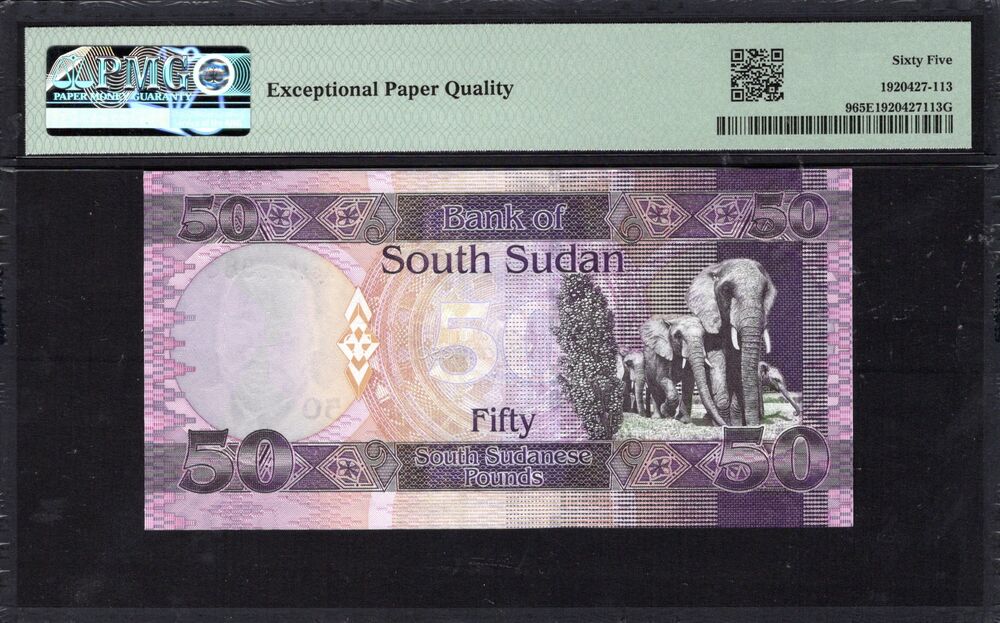 PMG
PAPER MONEY GUARANTY
Exceptional Paper Quality
Sixty Five
1920427-113
965E1920427113G
50
Bank of
50
South Sudan
50
50
Fifty
50
South Sudanese
Pounds
50